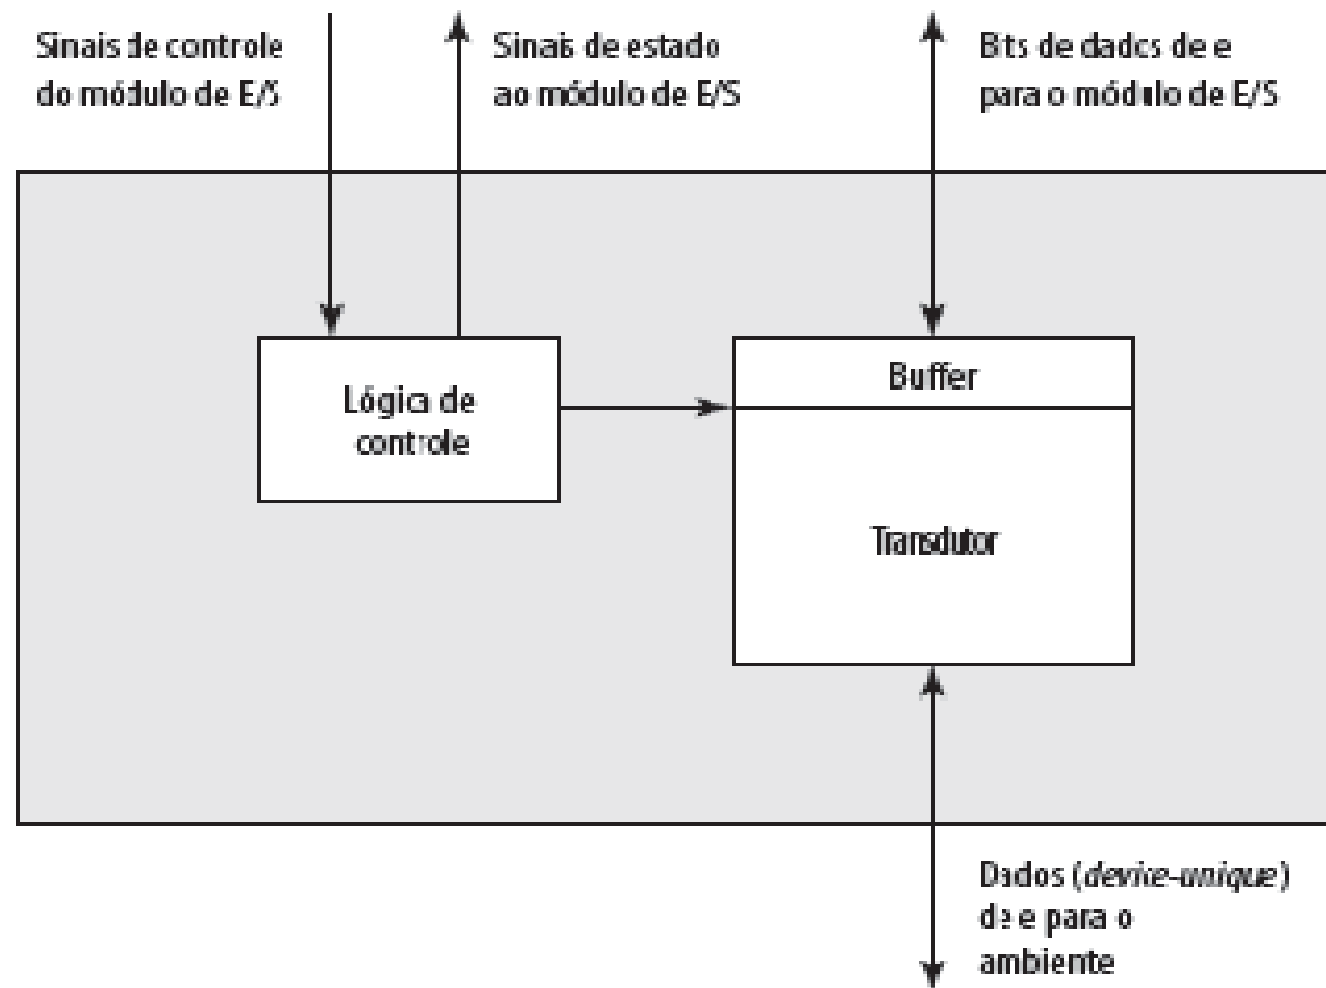 Sinais de controle
do módulo de E/S
Sinais de estado
ao módulo de E/S
Bits de dados de e
para o módulo de E/S
Lógica de
controle
Buffer
Transdutor
Dados (device-unique)
de e para o
ambiente